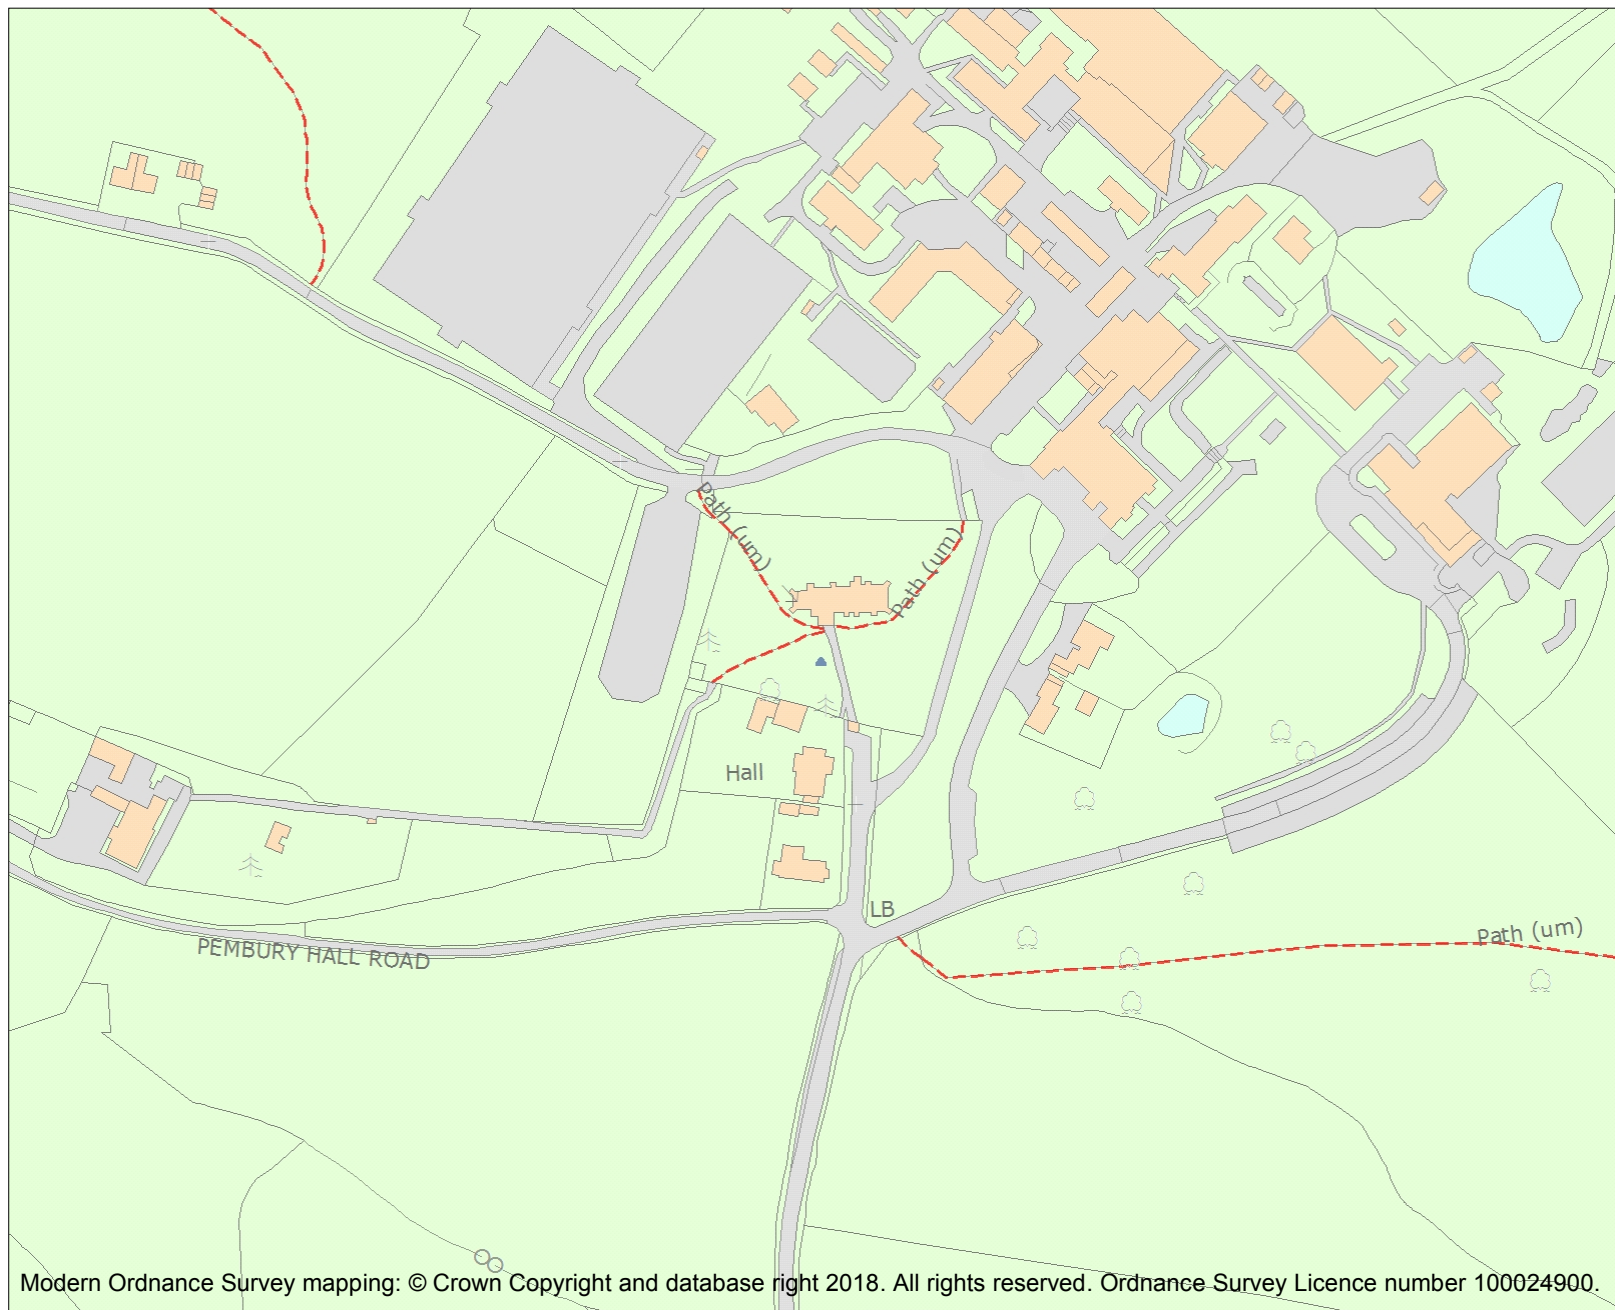 Path (um)
Path (um)
Hall
LB
Path (um)
PEMBURY HALL ROAD
Modern Ordnance Survey mapping: © Crown Copyright and database right 2018. All rights reserved. Ordnance Survey Licence number 100024900.